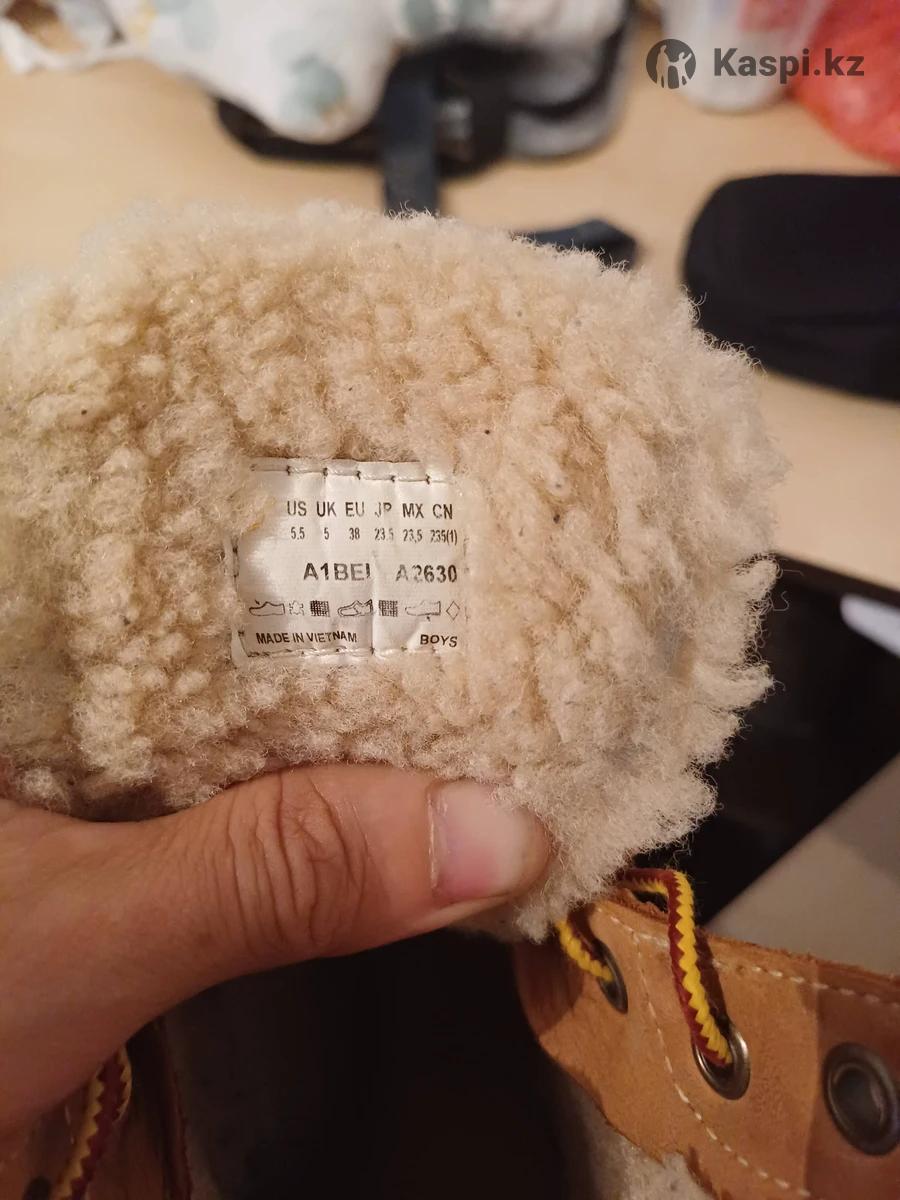 Kaspi.kz
US UK EU JP MX CN
5.5 5 38 23.5 23,5 235(1)
A2630
MADE IN VIETNAM BOYS